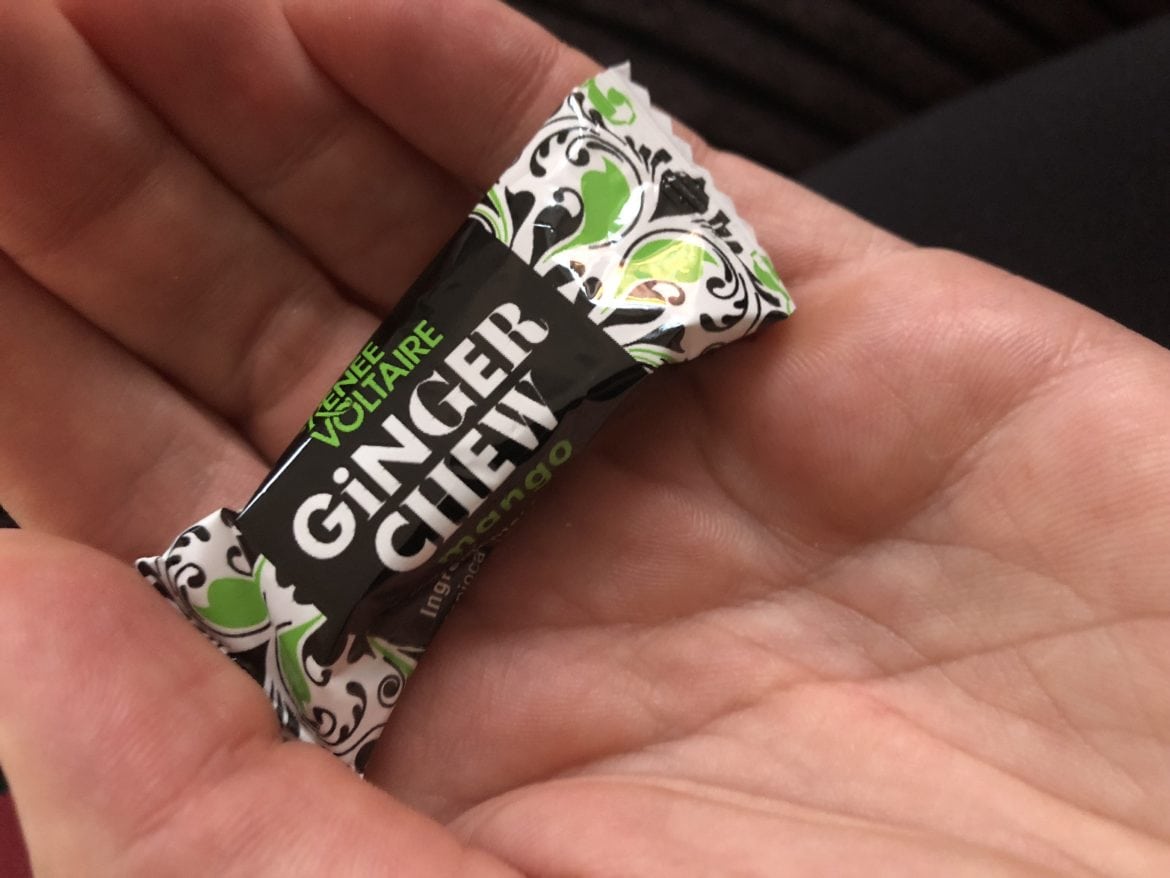 RENEE
VOLTAIRE
GiNGER
CHEW
mango